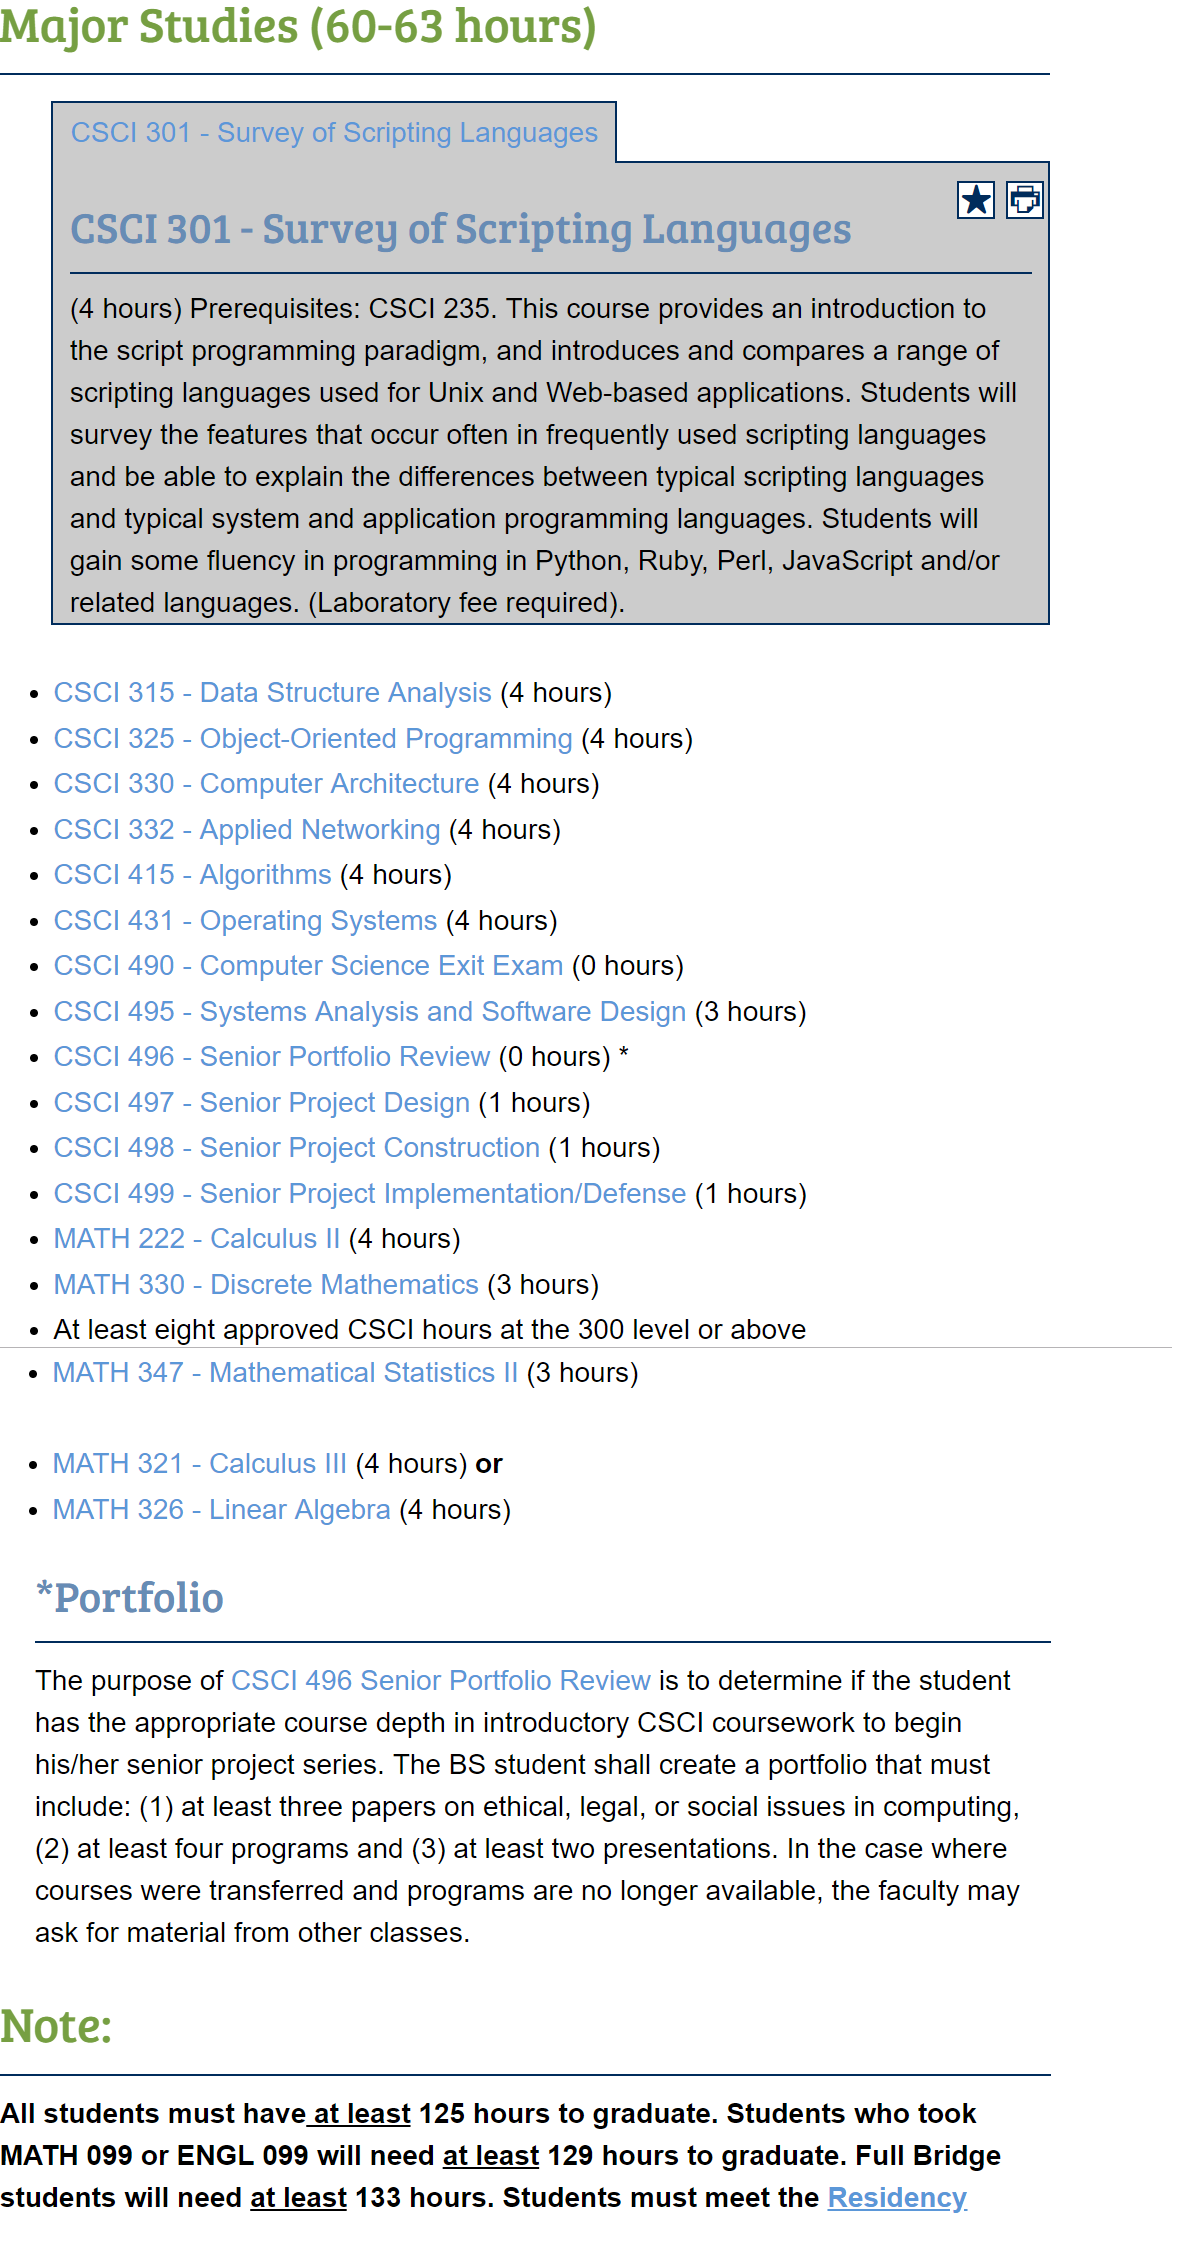 Major Studies (60-63 hours)
CSCI 301 - Survey of Scripting Languages
CSCI 301 - Survey of Scripting Languages
(4 hours) Prerequisites: CSCI 235. This course provides an introduction to
the script programming paradigm, and introduces and compares a range of
scripting languages used for Unix and Web-based applications. Students will
survey the features that occur often in frequently used scripting languages
and be able to explain the differences between typical scripting languages
and typical system and application programming languages. Students will
gain some fluency in programming in Python, Ruby, Perl, JavaScript and/or
related languages. (Laboratory fee required).
• CSCI 315 - Data Structure Analysis (4 hours)
• CSCI 325 - Object-Oriented Programming (4 hours)
• CSCI 330 - Computer Architecture (4 hours)
• CSCI 332 - Applied Networking (4 hours)
• CSCI 415 - Algorithms (4 hours)
• CSCI 431 - Operating Systems (4 hours)
• CSCI 490 - Computer Science Exit Exam (0 hours)
• CSCI 495 - Systems Analysis and Software Design (3 hours)
• CSCI 496 - Senior Portfolio Review (0 hours) *
• CSCI 497 - Senior Project Design (1 hours)
• CSCI 498 - Senior Project Construction (1 hours)
• CSCI 499 - Senior Project Implementation/Defense (1 hours)
• MATH 222 - Calculus II (4 hours)
• MATH 330 - Discrete Mathematics (3 hours)
• At least eight approved CSCI hours at the 300 level or above
• MATH 347 - Mathematical Statistics II (3 hours)
• MATH 321 - Calculus III (4 hours) or
• MATH 326 - Linear Algebra (4 hours)
*Portfolio
The purpose of CSCI 496 Senior Portfolio Review is to determine if the student
has the appropriate course depth in introductory CSCI coursework to begin
his/her senior project series. The BS student shall create a portfolio that must
include: (1) at least three papers on ethical, legal, or social issues in computing,
(2) at least four programs and (3) at least two presentations. In the case where
courses were transferred and programs are no longer available, the faculty may
ask for material from other classes.
Note:
All students must have at least 125 hours to graduate. Students who took
MATH 099 or ENGL 099 will need at least 129 hours to graduate. Full Bridge
students will need at least 133 hours. Students must meet the Residency